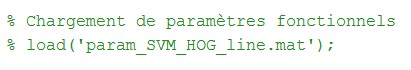 % Chargement de paramètres fonctionnels
% load('param_SVM_HOG_line.mat');